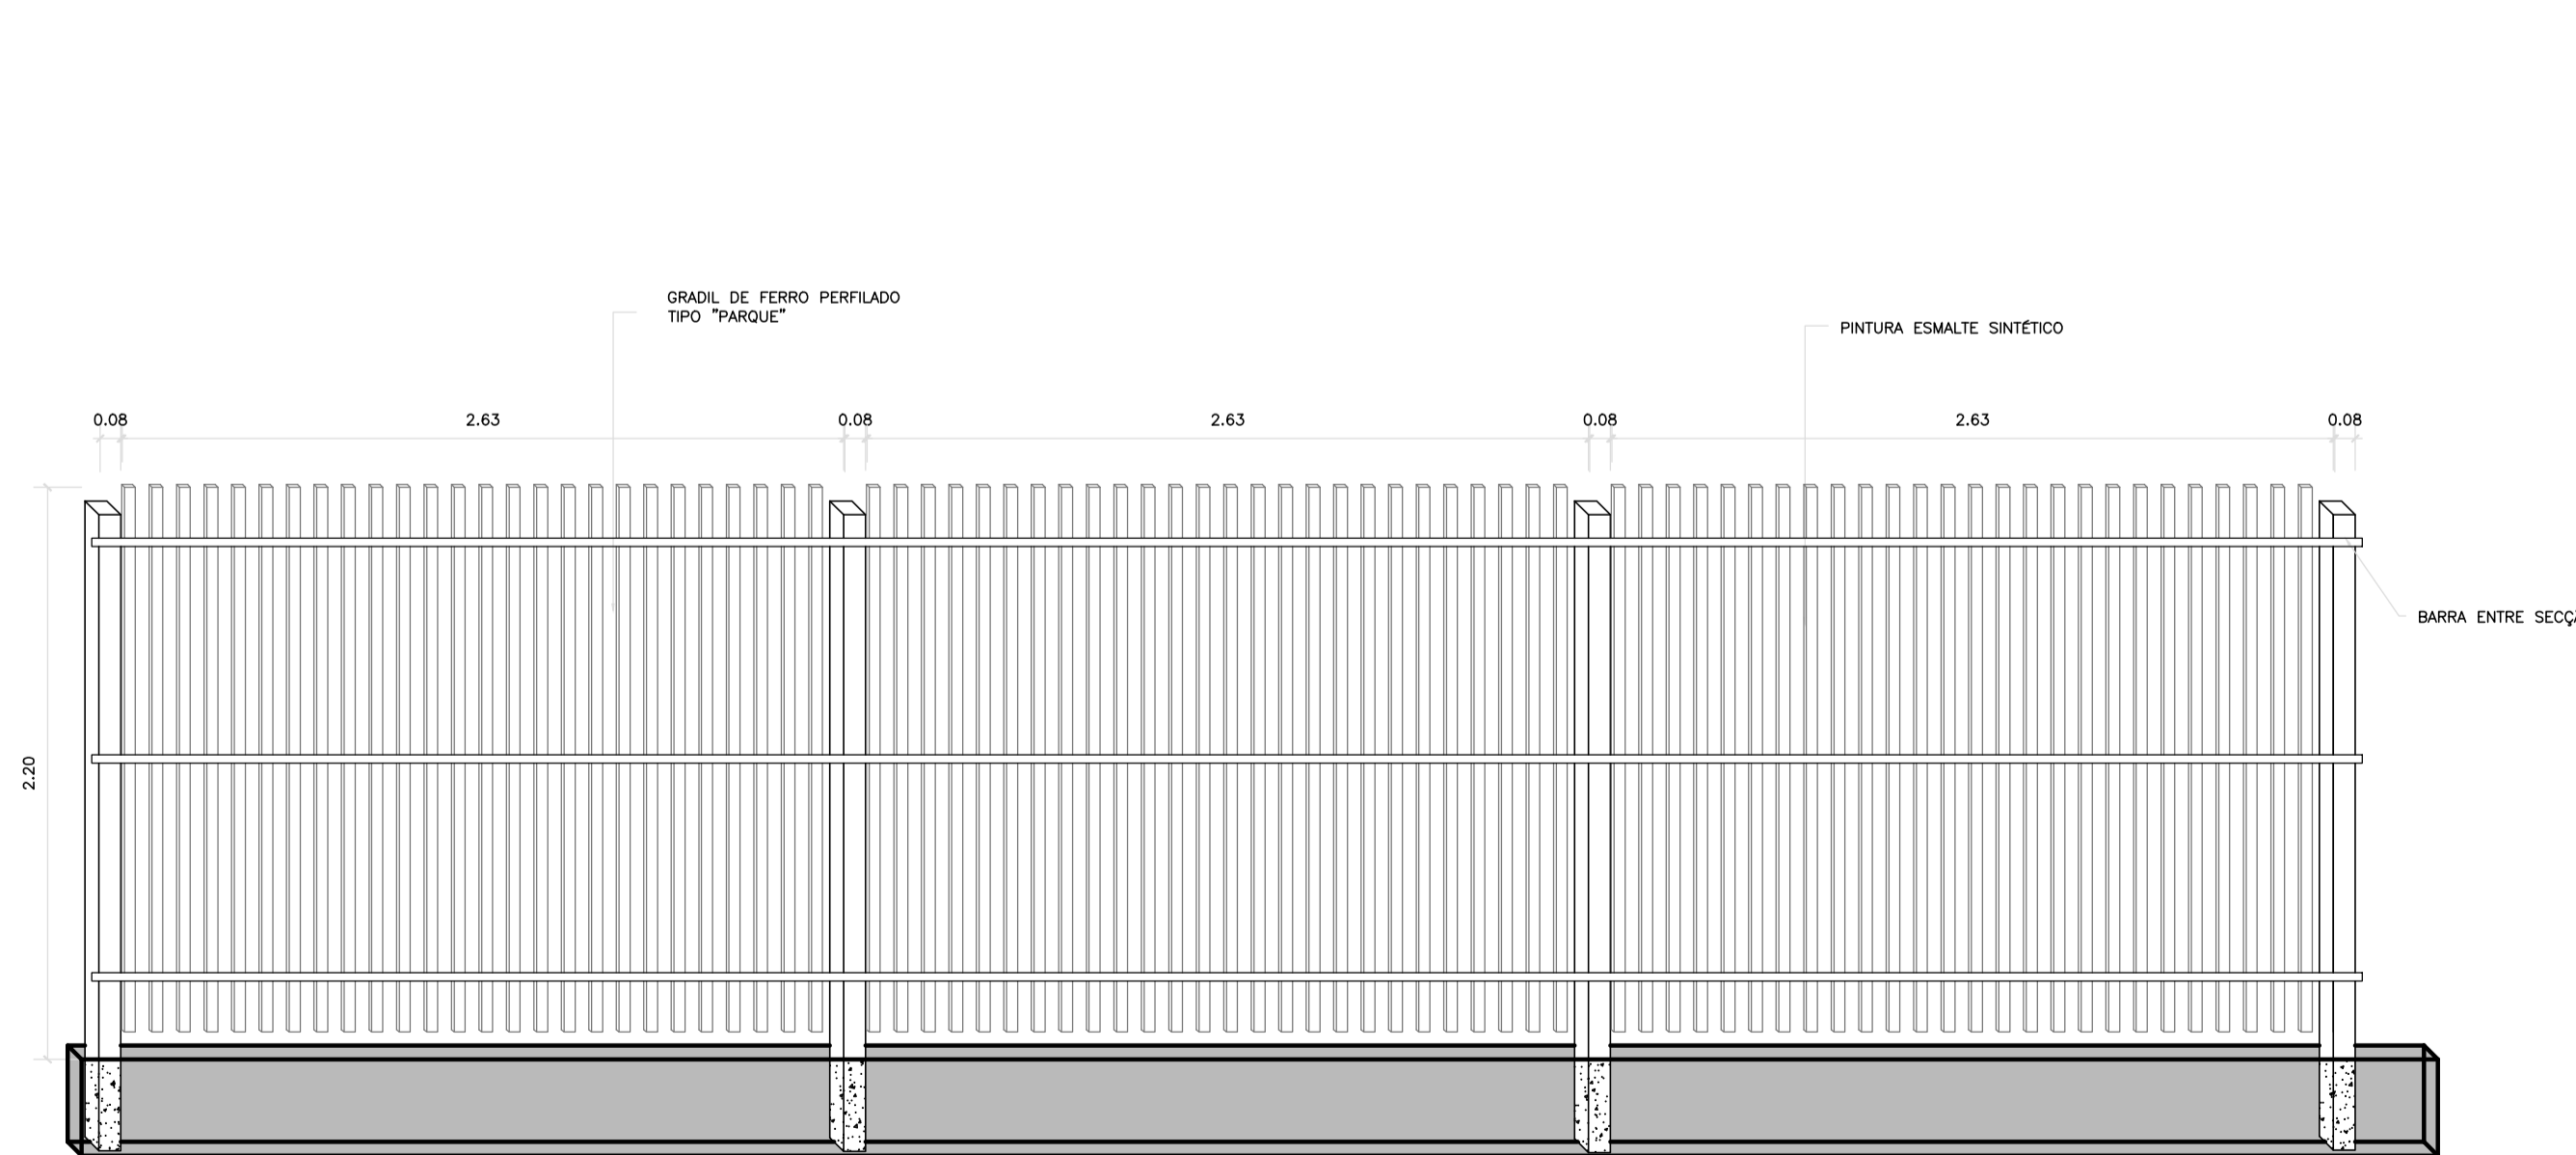 GRADIL DE FERRO PERFILADO
TIPO "PARQUE"
PINTURA ESMALTE SINTÉTICO
0.08
2.63
0.08
2.63
0.08
2.63
0.08
BARRA ENTRE
2.20